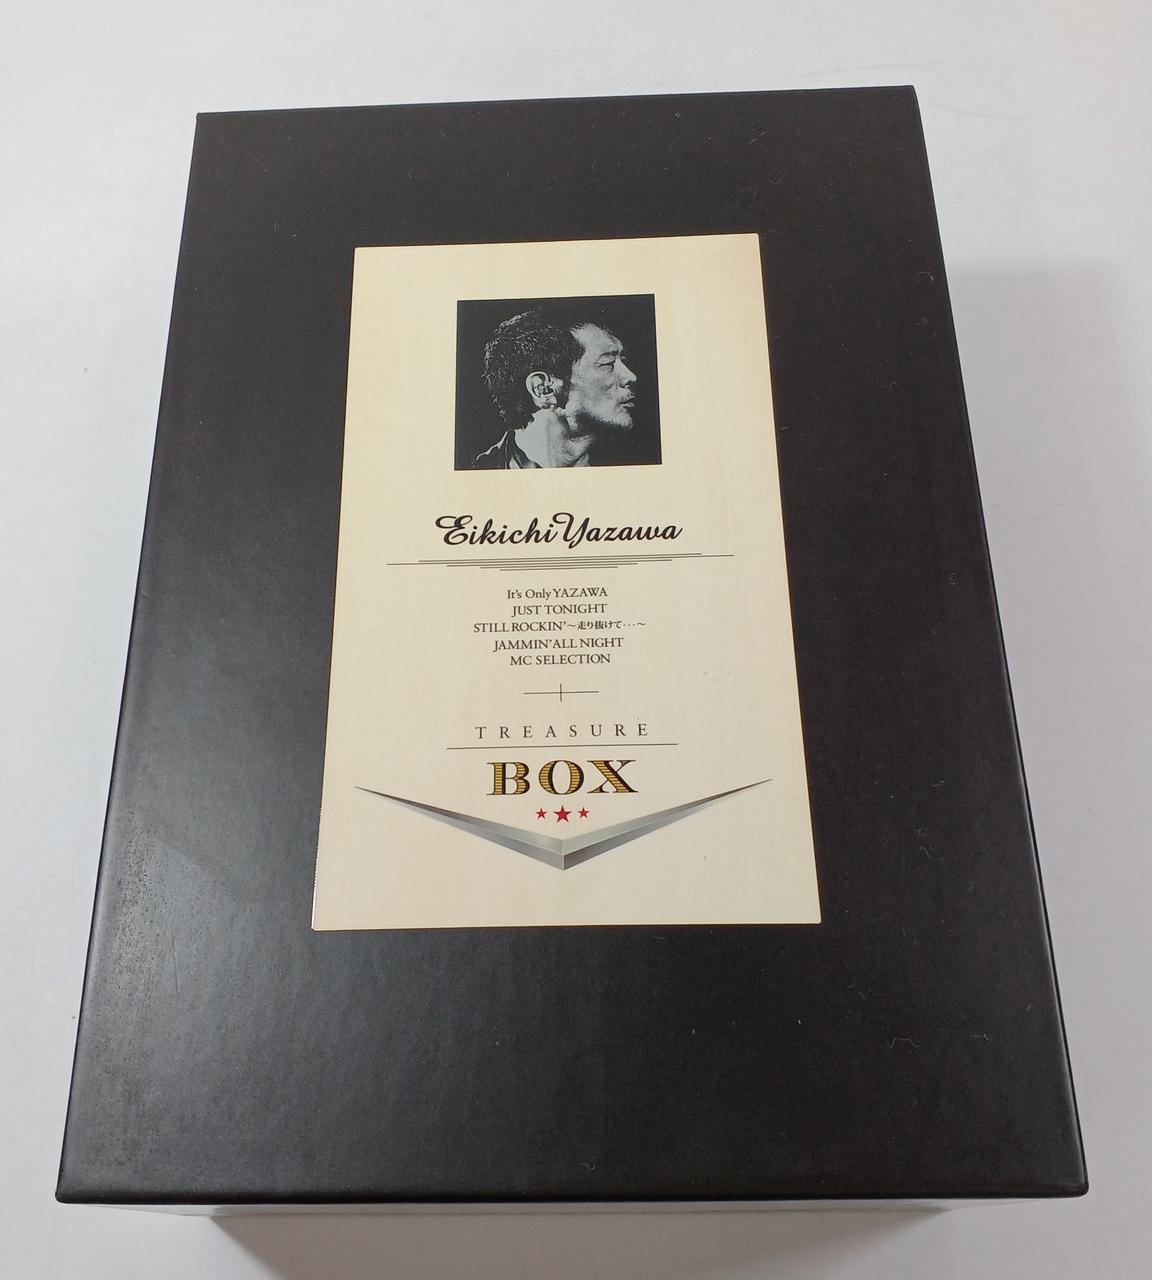 Eikichi Yazawa
It's Only YAZAWA
JUST TONIGHT
STILL ROCKIN'～走り抜けて･･･～
JAMMIN' ALL NIGHT
MC SELECTION
TREASURE
BOX